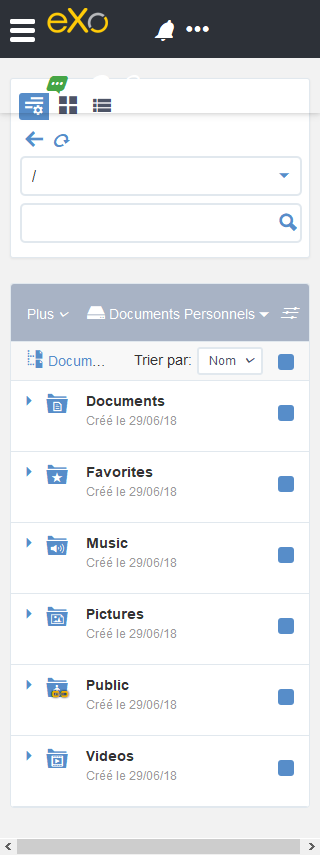 eXo
/
Plus
Documents Personnels
Docum...
Trier par:
Nom
Documents
Créé le 29/06/18
Favorites
Créé le 29/06/18
Music
Créé le 29/06/18
Pictures
Créé le 29/06/18
Public
Créé le 29/06/18
Videos
Créé le 29/06/18